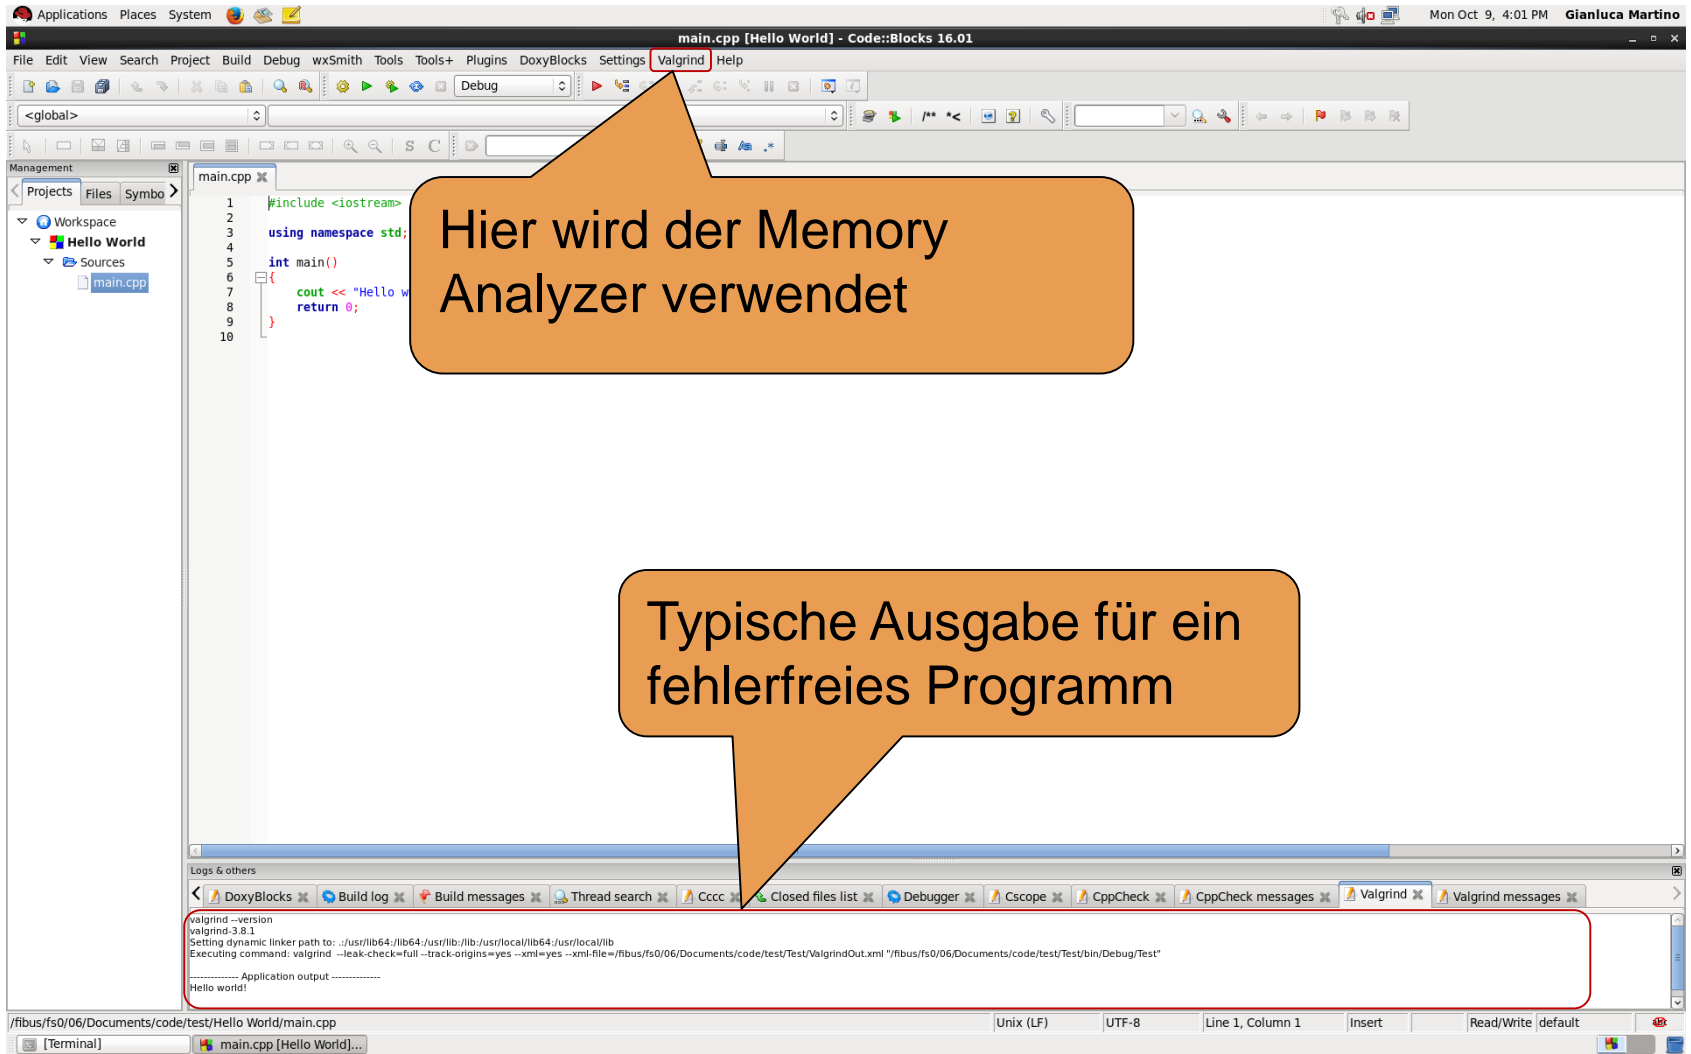 Applications Places System Mon Oct 9, 4:01 PM Gianluca Martino
main.cpp [Hello World] - Code::Blocks 16.01
File Edit View Search Project Build Debug wxSmith Tools Tools+ Plugins DoxyBlocks Settings Valgrind Help
Debug
<global>
/** *<
S C
Management
main.cpp
Projects Files Symbo
Workspace
Hello World
Sources
main.cpp
1 #include <iostream>
2
3 using namespace std;
4
5 int main()
6 {
7 cout << "Hello w
8 return 0;
9 }
10
Hier wird der Memory
Analyzer verwendet
Typische Ausgabe für ein
fehlerfreies Programm
Logs & others
DoxyBlocks Build log Build messages Thread search Cccc Closed files list Debugger Cscope CppCheck CppCheck messages Valgrind Valgrind messages
valgrind --version
valgrind-3.8.1
Setting dynamic linker path to: .:/usr/lib64:/lib64:/usr/lib:/lib:/usr/local/lib64:/usr/local/lib
Executing command: valgrind --leak-check=full --track-origins=yes --xml=yes --xml-file=/fibus/fs0/06/Documents/code/test/Test/ValgrindOut.xml "/fibus/fs0/06/Documents/code/test/Test/bin/Debug/Test"
-------------- Application output --------------
Hello world!
/fibus/fs0/06/Documents/code/test/Hello World/main.cpp Unix (LF) UTF-8 Line 1, Column 1 Insert Read/Write default
[Terminal] main.cpp [Hello World]...